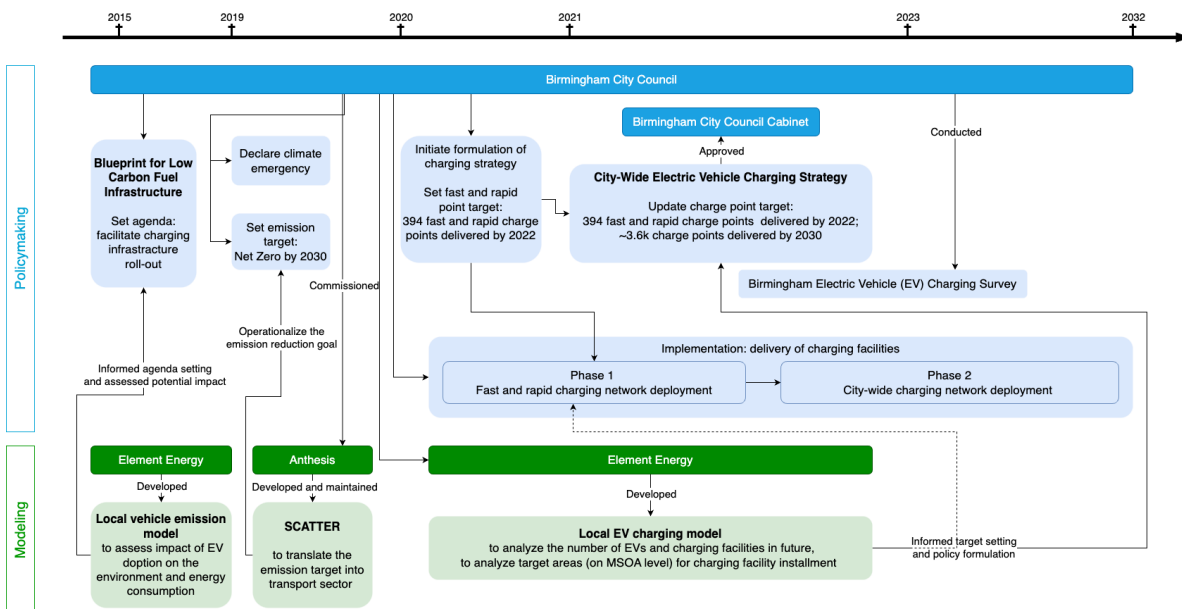 2015
2019
2020
2021
2023
2032
Policymaking
Birmingham City Council
Birmingham City Council Cabinet
Approved
Conducted
Blueprint for Low
Carbon Fuel
Infrastructure
Set agenda:
facilitate charging
infrastracture
roll-out
Declare climate
emergency
Set emission
target:
Net Zero by 2030
Commissioned
Initiate formulation of
charging strategy
Set fast and rapid
point target:
394 fast and rapid charge
points delivered by 2022
City-Wide Electric Vehicle Charging Strategy
Update charge point target:
394 fast and rapid charge points delivered by 2022;
~3.6k charge points delivered by 2030
Birmingham Electric Vehicle (EV) Charging Survey
Operationalize the
emission reduction goal
Informed agenda setting
and assessed potential impact
Implementation: delivery of charging facilities
Phase 1
Fast and rapid charging network deployment
Phase 2
City-wide charging network deployment
Modeling
Element Energy
Developed
Local vehicle emission
model
to assess impact of EV
doption on the
environment and energy
consumption
Anthesis
Developed and maintained
SCATTER
to translate the
emission target into
transport sector
Element Energy
Developed
Local EV charging model
to analyze the number of EVs and charging facilities in future,
to analyze target areas (on MSOA level) for charging facility installment
Informed target setting
and policy formulation